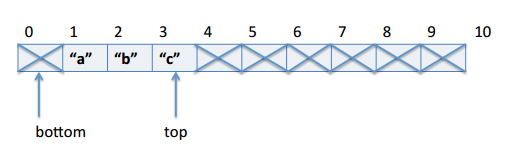 0 1 2 3 4 5 6 7 8 9 10
“a” “b” “c”
bottom top